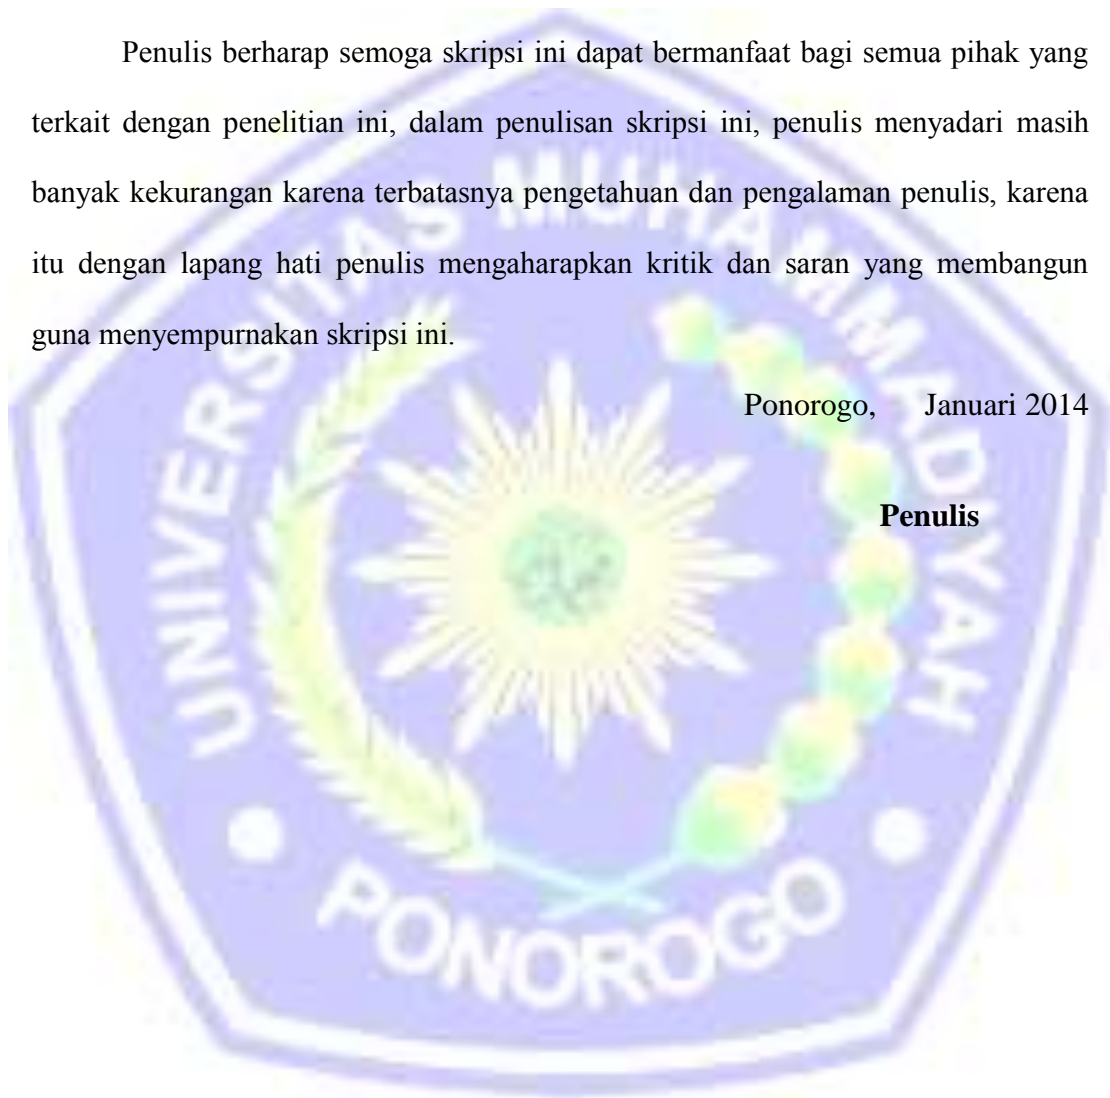 Penulis berharap semoga skripsi ini dapat bermanfaat bagi semua pihak yang
terkait dengan penelitian ini, dalam penulisan skripsi ini, penulis menyadari masih
banyak kekurangan karena terbatasnya pengetahuan dan pengalaman penulis, karena
itu dengan lapang hati penulis mengaharapkan kritik dan saran yang membangun
guna menyempurnakan skripsi ini.
Ponorogo, Januari 2014
Penulis
UNIVERSITAS MUHAMMADIYAH
PONOROGO